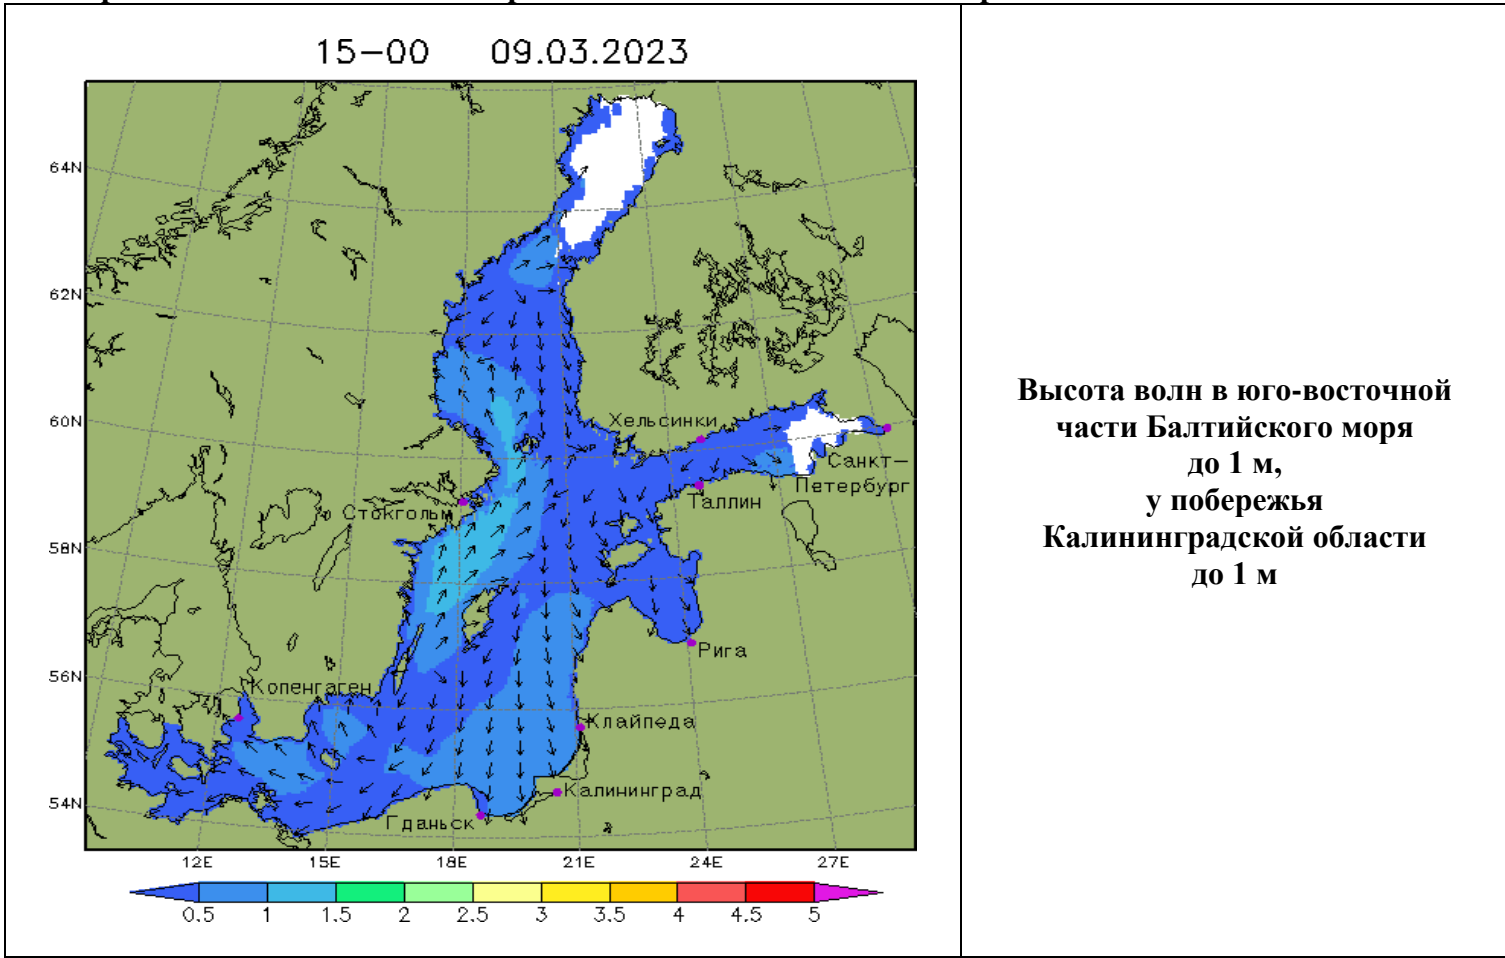 15-00 09.03.2023
64N
62N
60N
58N
56N
54N
Хельсинки
Санкт-
Петербург
Таллин
Стокгольм
Рига
Копенгаген
Клайпеда
Калининград
Гданьск
12E 15E 18E 21E 24E 27E
0.5 1 1.5 2 2.5 3 3.5 4 4.5 5
Высота волн в юго-восточной
части Балтийского моря
до 1 м,
у побережья
Калининградской области
до 1 м